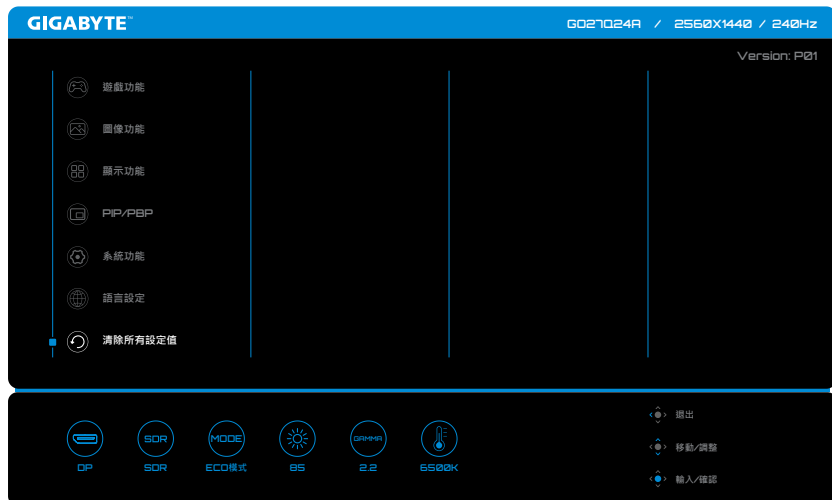 GIGABYTE™
GO27Q24A / 2560X1440 / 240Hz
Version: P01
遊戲功能
圖像功能
顯示功能
PIP/PBP
系統功能
語言設定
清除所有設定值
退出
移動/調整
輸入/確認
SDR
MODE
GAMMA
DP
SDR
ECO模式
85
2.2
6500K